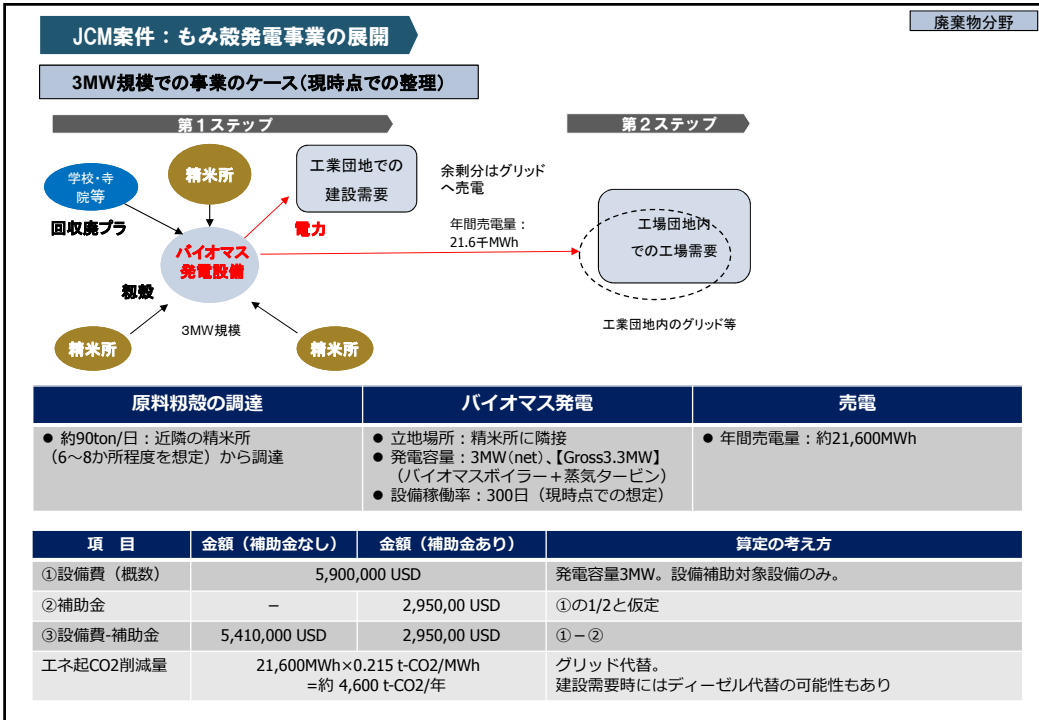 廃棄物分野
JCM案件：もみ殻発電事業の展開
3MW規模での事業のケース(現時点での整理)
第1ステップ
第2ステップ
学校・寺
院等
精米所
工業団地での
建設需要
余剰分はグリッド
へ売電
回収廃プラ
電力
年間売電量：
21.6千MWh
工場団地内
での工場需要
バイオマス
発電設備
籾殻
3MW規模
工業団地内のグリッド等
精米所
精米所
原料籾殻の調達
バイオマス発電
売電
● 約90ton/日：近隣の精米所
（6～8か所程度を想定）から調達
● 立地場所：精米所に隣接
● 発電容量：3MW(net)、【Gross3.3MW】
（バイオマスボイラー＋蒸気タービン）
● 設備稼働率：300日（現時点での想定）
● 年間売電量：約21,600MWh
項　目
金額（補助金なし）
金額（補助金あり）
算定の考え方
①設備費（概数）
5,900,000 USD
発電容量3MW。設備補助対象設備のみ。
②補助金
－
2,950,00 USD
①の1/2と仮定
③設備費-補助金
5,410,000 USD
2,950,00 USD
①－②
エネ起CO2削減量
21,600MWh×0.215 t-CO2/MWh
=約 4,600 t-CO2/年
グリッド代替。
建設需要時にはディーゼル代替の可能性もあり